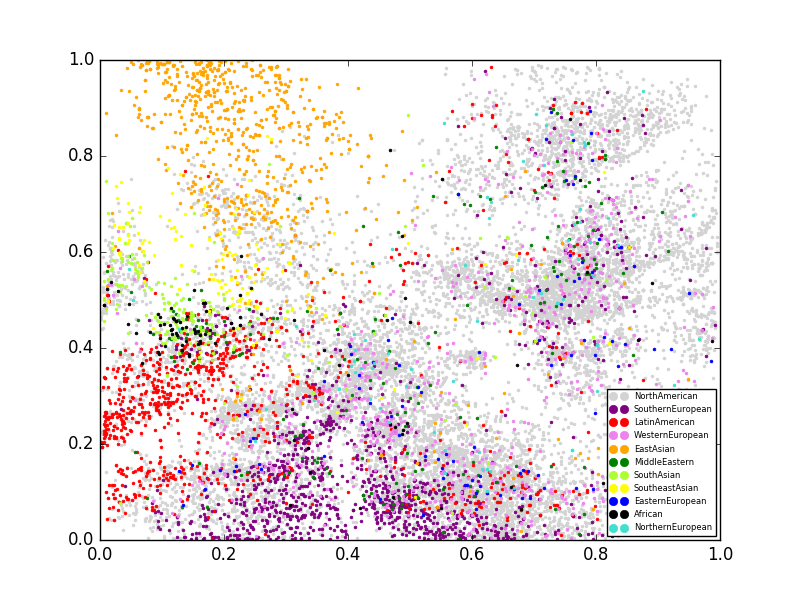 1.0
0.8
0.6
0.4
0.2
0.0
0.0 0.2 0.4 0.6 0.8 1.0
NorthAmerican
SouthernEuropean
LatinAmerican
WesternEuropean
EastAsian
MiddleEastern
SouthAsian
SoutheastAsian
EasternEuropean
African
NorthernEuropean